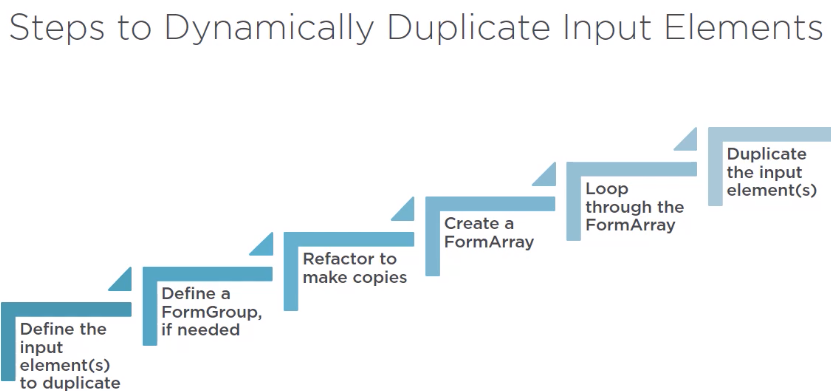 Steps to Dynamically Duplicate Input Elements
Define the
input
element(s)
to duplicate
Define a
FormGroup,
if needed
Refactor to
make copies
Create a
FormArray
Loop
through the
FormArray
Duplicate
the input
element(s)